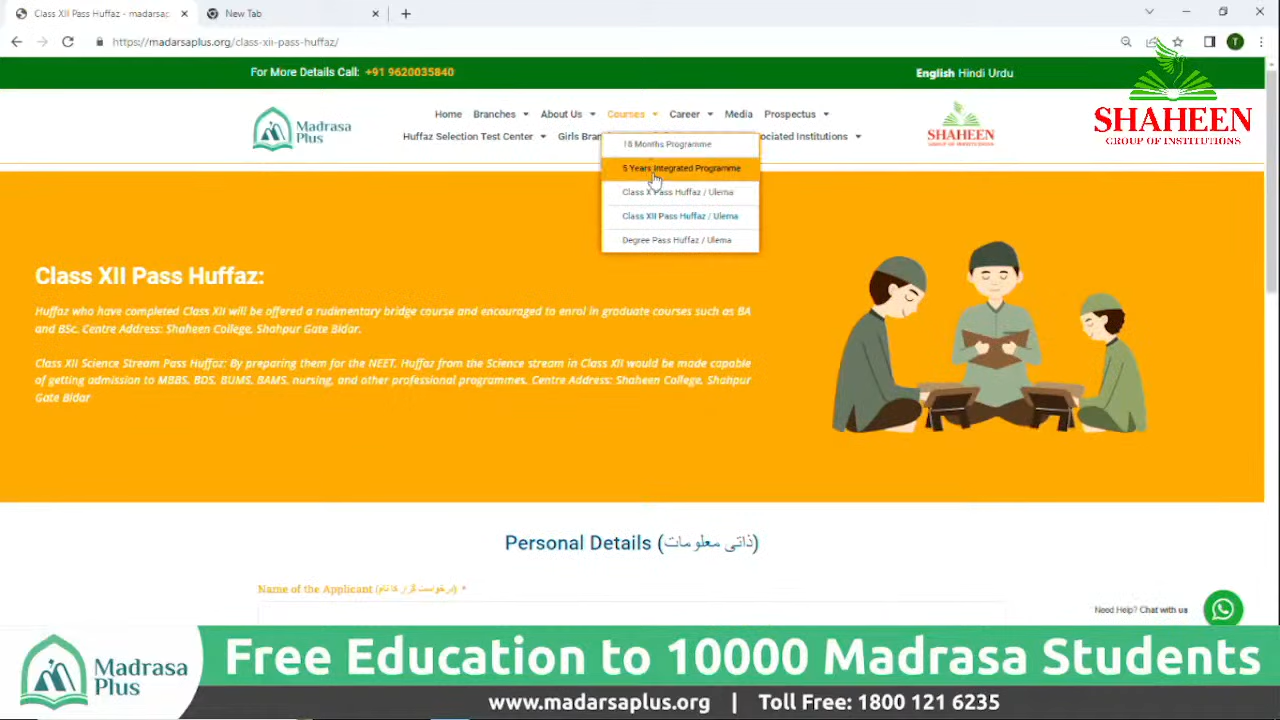 Class XII Pass Huffaz - madarsap
New Tab
https://madarsaplus.org/class-xii-pass-huffaz/
T
For More Details Call: +91 9620035840
English Hindi Urdu
Madrasa
Plus
Home Branches About Us Courses Career Media Prospectus
Huffaz Selection Test Center Girls Bran ociated Institutions
18 Months Programme
5 Years Integrated Programme
Class X Pass Huffaz / Ulema
Class XII Pass Huffaz / Ulema
Degree Pass Huffaz / Ulema
SHAHEEN
SHAHEEN
GROUP OF INSTITUTIONS
Class XII Pass Huffaz:
Huffaz who have completed Class XII will be offered a rudimentary bridge course and encouraged to enrol in graduate courses such as BA
and BSc. Centre Address: Shaheen College, Shahpur Gate Bidar.
Class XII Science Stream Pass Huffaz: By preparing them for the NEET, Huffaz from the Science stream in Class XII would be made capable
of getting admission to MBBS, BDS, BUMS, BAMS, nursing, and other professional programmes. Centre Address: Shaheen College, Shahpur
Gate Bidar
Personal Details (ذاتی معلومات)
Name of the Applicant (درخواست گزار کا نام) *
Need Help? Chat with us
Madrasa
Plus
Free Education to 10000 Madrasa Students
www.madarsaplus.org | Toll Free: 1800 121 6235